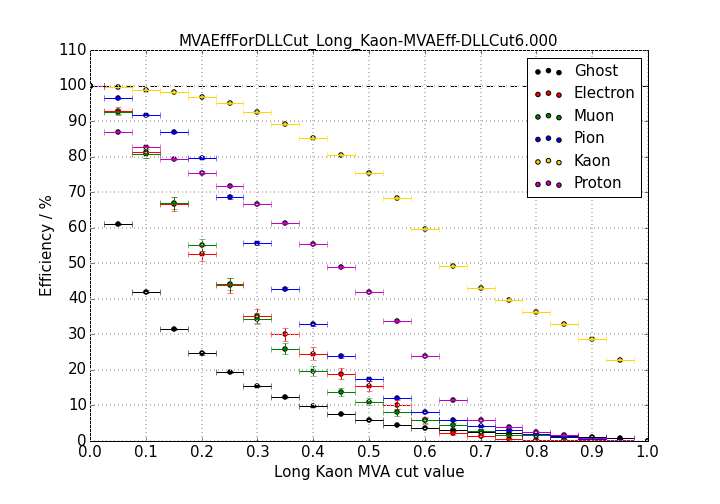 MVAEffForDLLCut_Long_Kaon-MVAEff-DLLCut6.000
110
100
90
80
70
60
50
40
30
20
10
0
Efficiency / %
Ghost
Electron
Muon
Pion
Kaon
Proton
0.0 0.1 0.2 0.3 0.4 0.5 0.6 0.7 0.8 0.9 1.0
Long Kaon MVA cut value